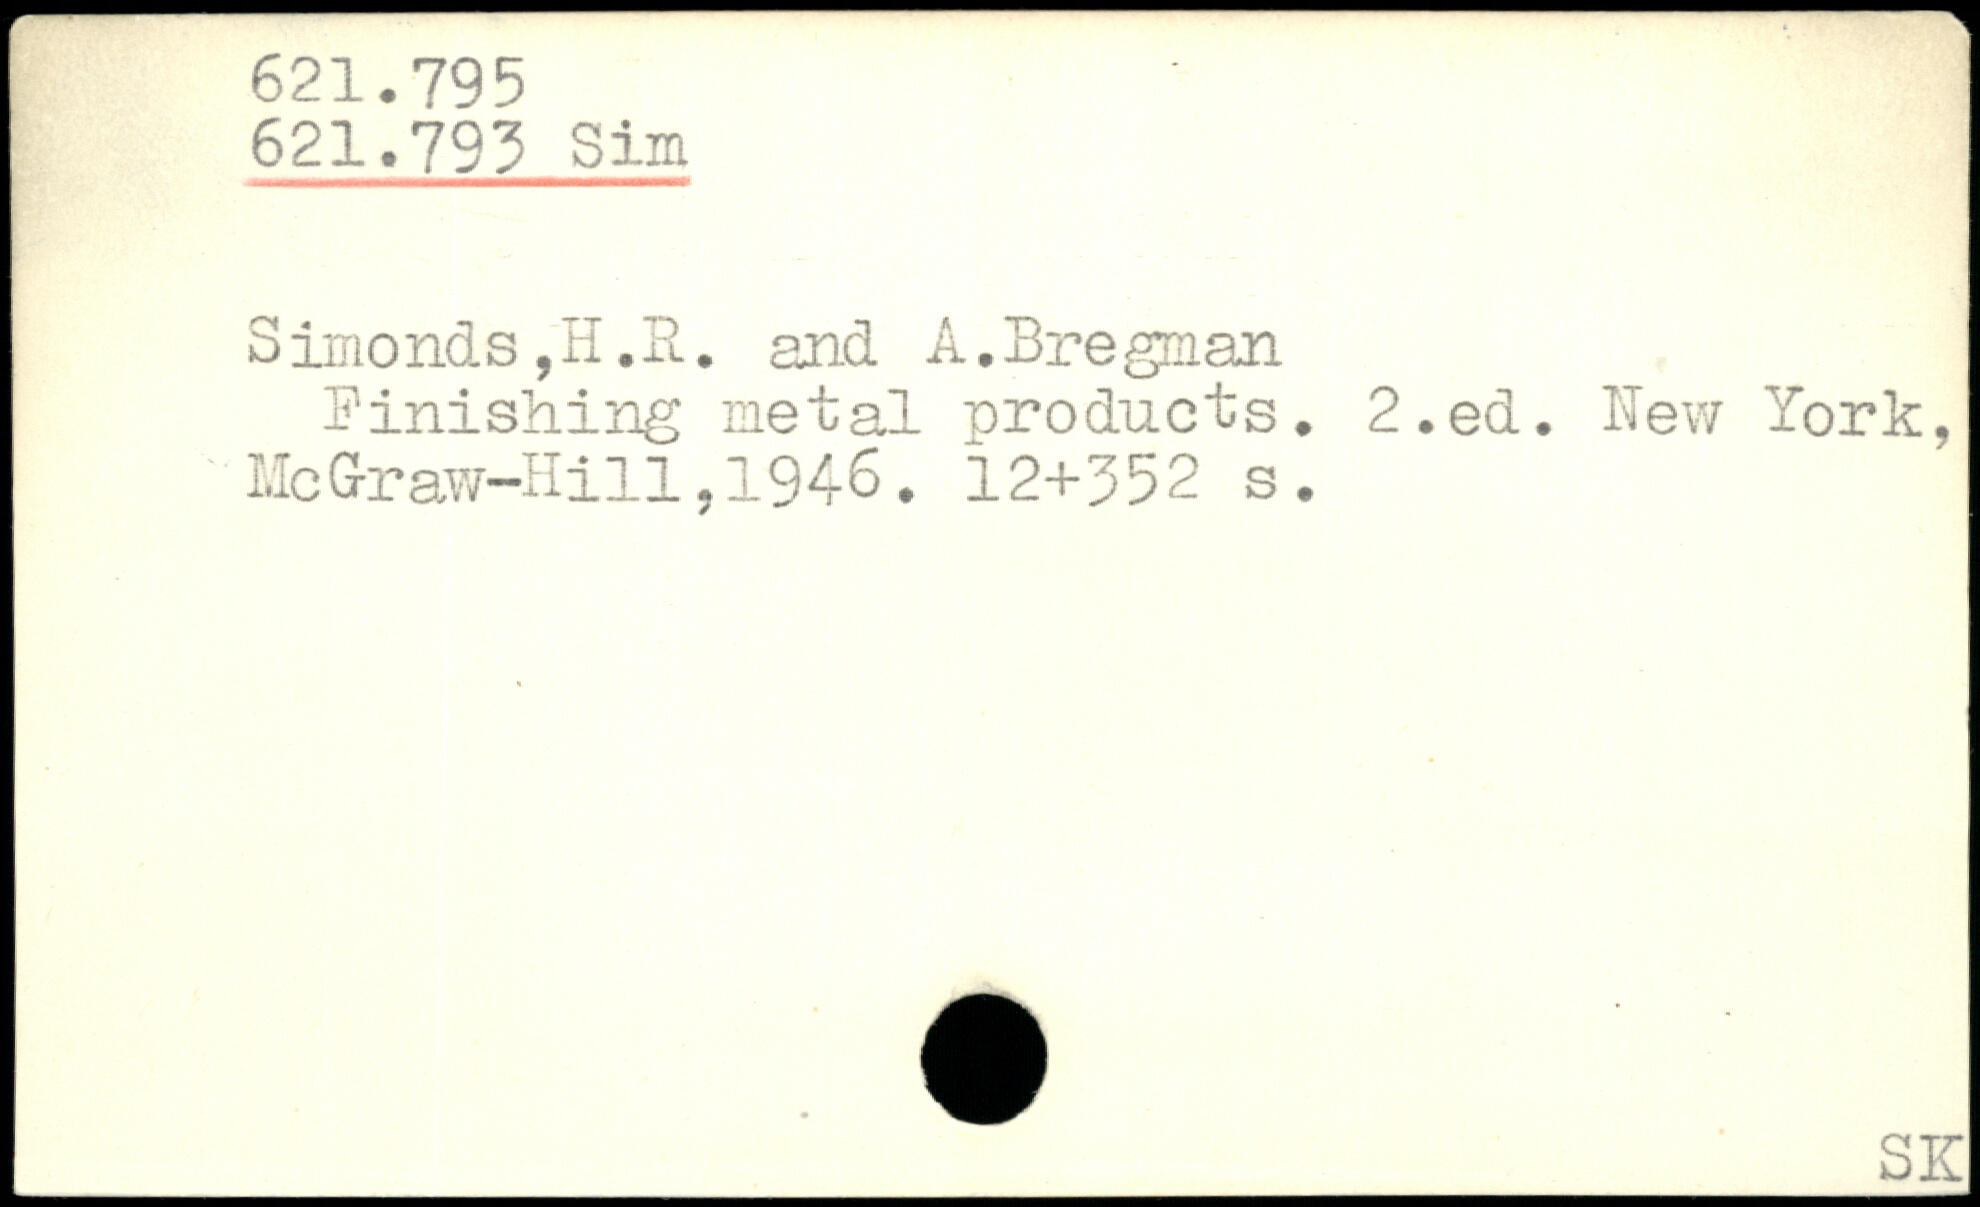 621.795
621.793 Sim
Simonds,H.R. and A.Bregman
Finishing metal products. 2.ed. New York,
McGraw-Hill,1946. 12+352 s.
SK